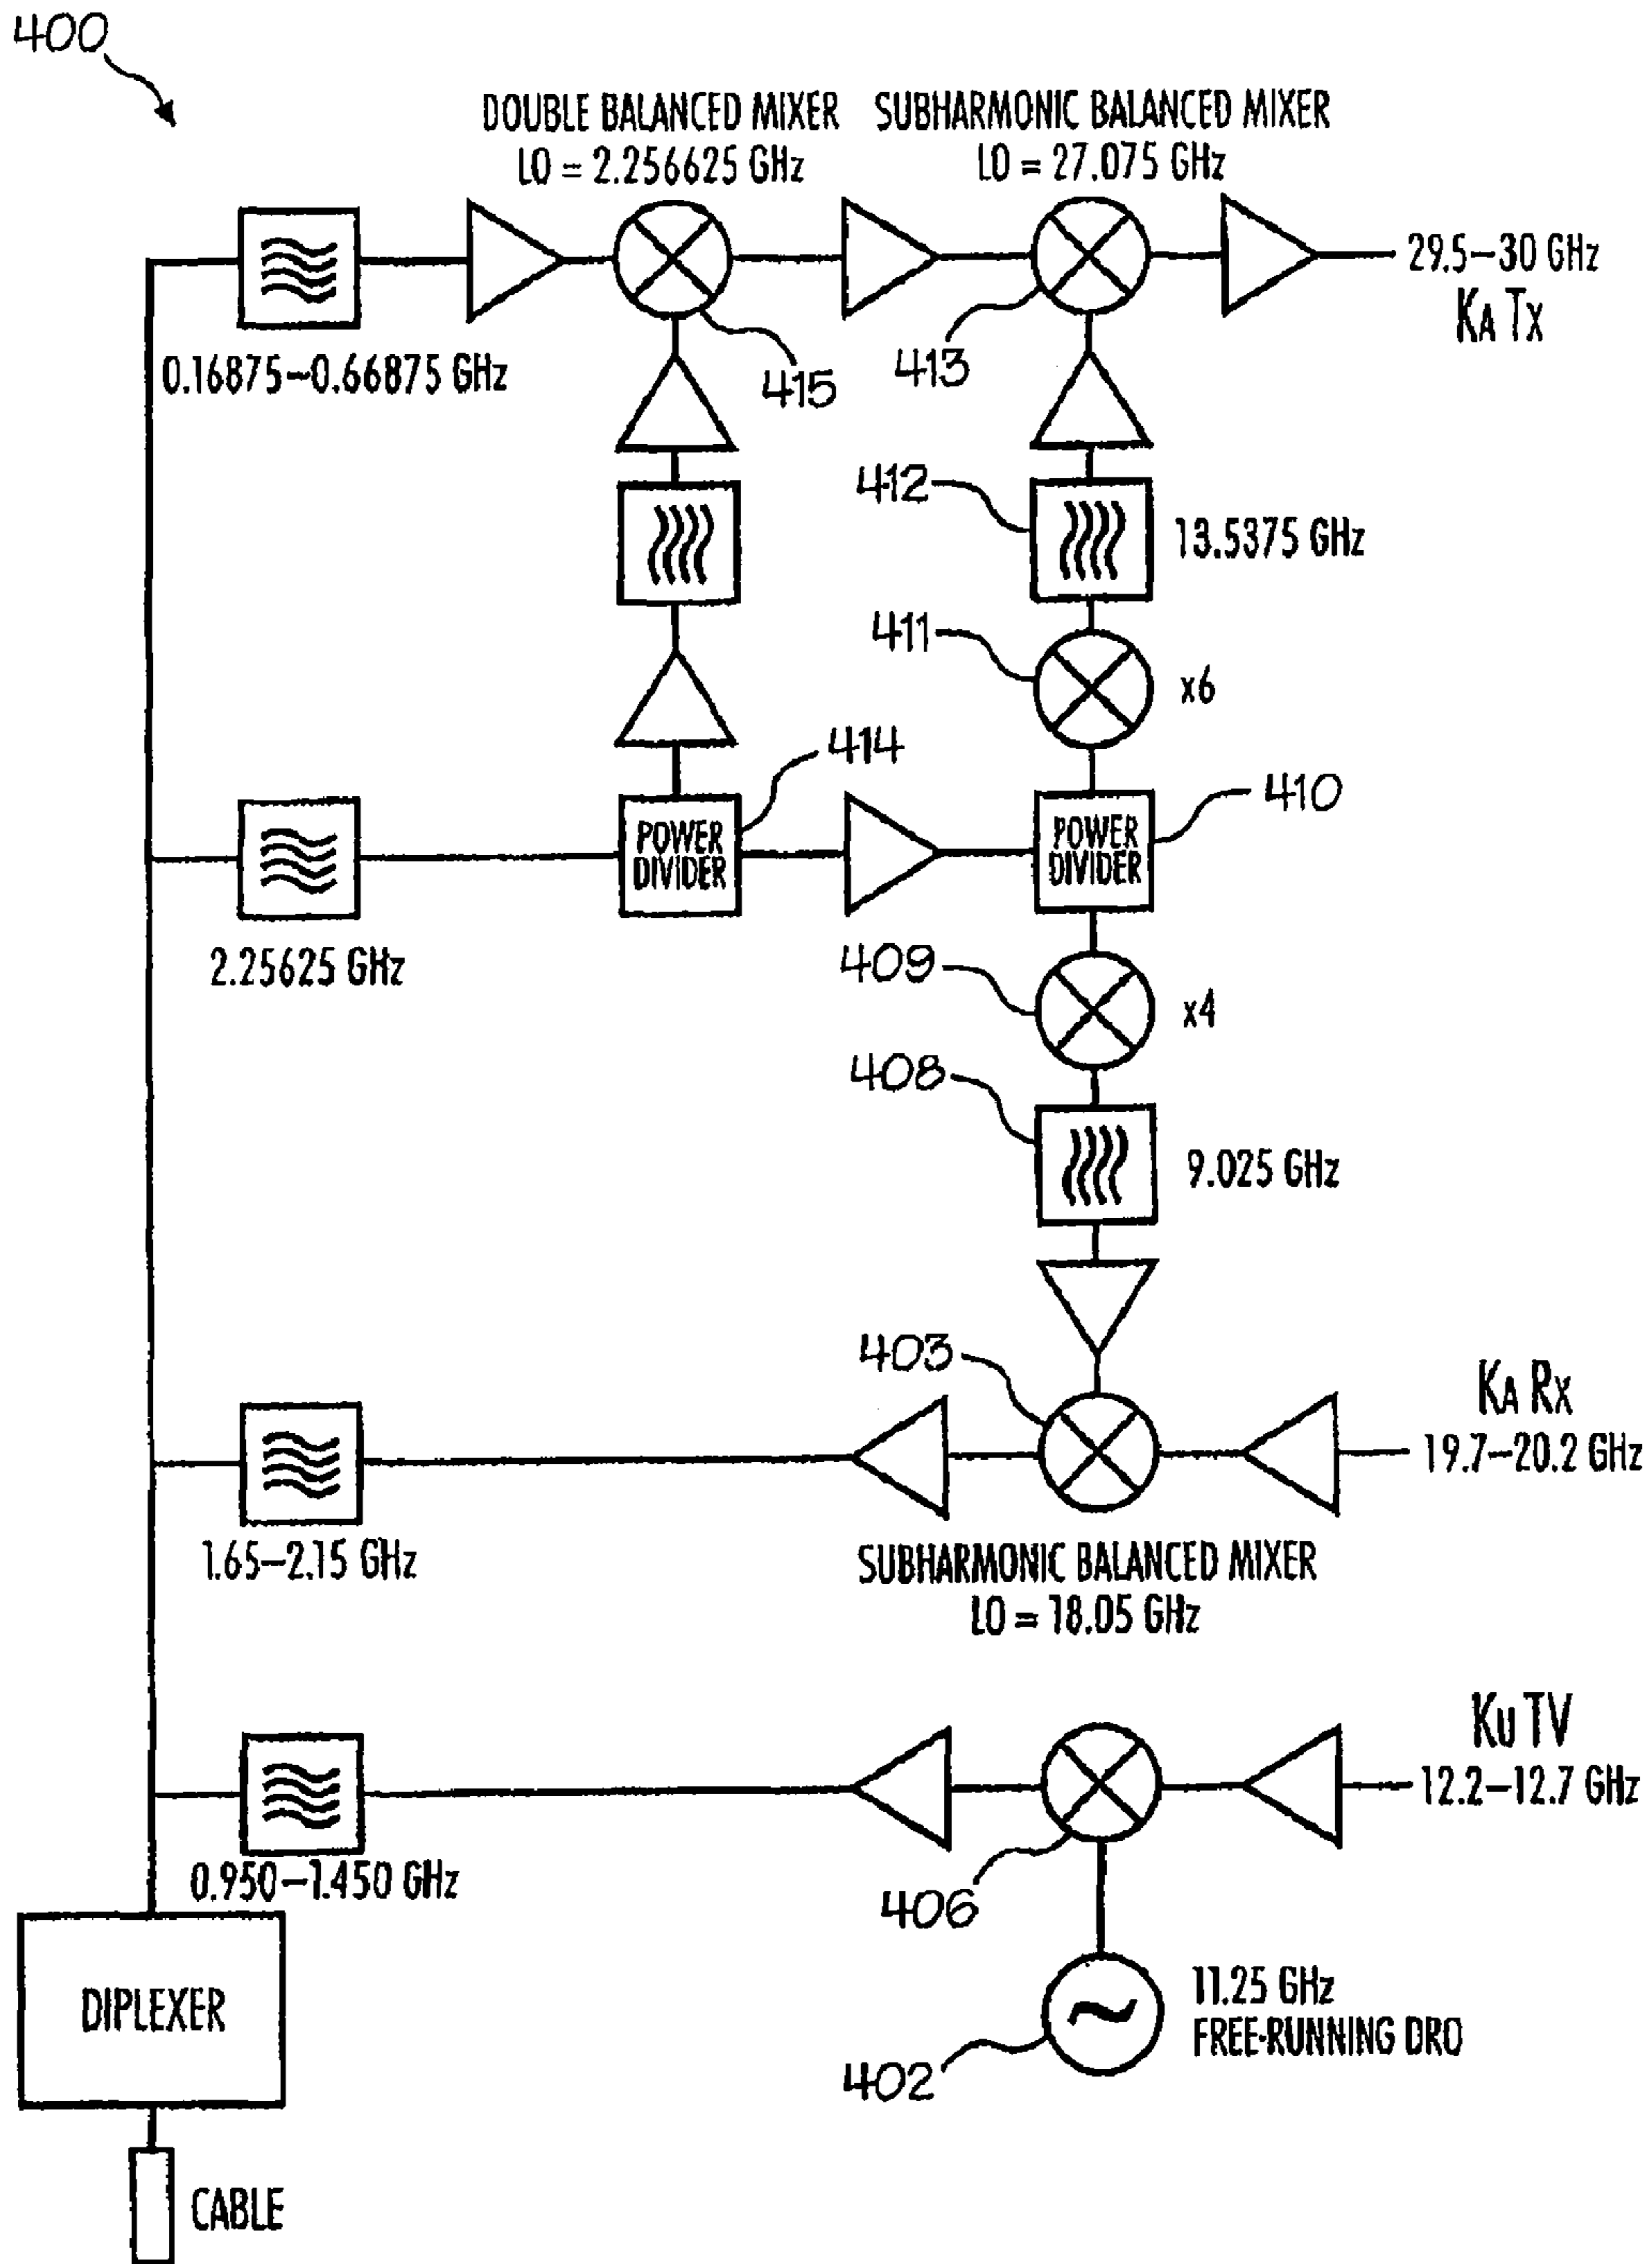 400
DOUBLE BALANCED MIXER
LO = 2.256625 GHz
SUBHARMONIC BALANCED MIXER
LO = 27.075 GHz
29.5–30 GHz
KA TX
0.16875–0.66875 GHz
415
413
412
13.5375 GHz
411
x6
414
410
POWER
DIVIDER
POWER
DIVIDER
2.25625 GHz
409
x4
408
9.025 GHz
403
KA RX
19.7–20.2 GHz
1.65–2.15 GHz
SUBHARMONIC BALANCED MIXER
LO = 18.05 GHz
KU TV
12.2–12.7 GHz
0.950–1.450 GHz
406
DIPLEXER
11.25 GHz
FREE-RUNNING DRO
402
CABLE